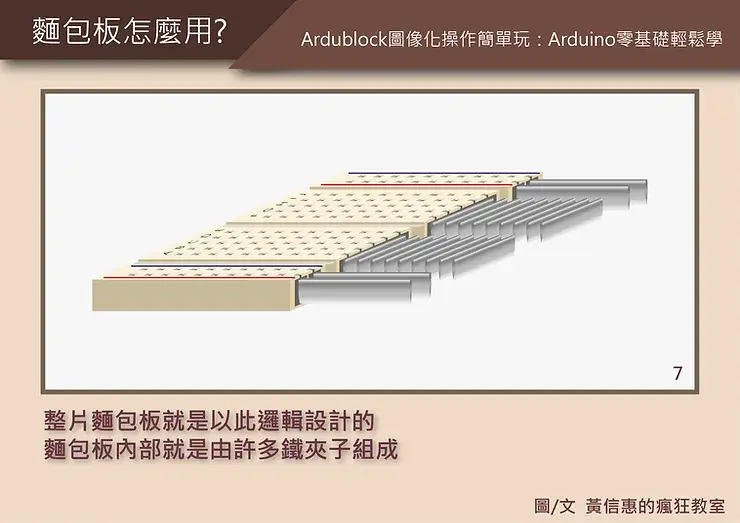 麵包板怎麼用?
Ardublock圖像化操作簡單玩：Arduino零基礎輕鬆學
7
整片麵包板就是以此邏輯設計的
麵包板內部就是由許多鐵夾子組成
圖/文 黃信惠的瘋狂教室